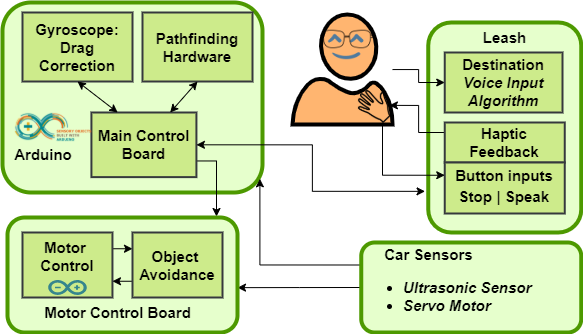 Gyroscope:
Drag
Correction
Pathfinding
Hardware
Main Control
Board
Arduino
Leash
Destination
Voice Input
Algorithm
Haptic
Feedback
Button inputs
Stop | Speak
Motor
Control
Object
Avoidance
Motor Control Board
Car Sensors
• Ultrasonic Sensor
• Servo Motor